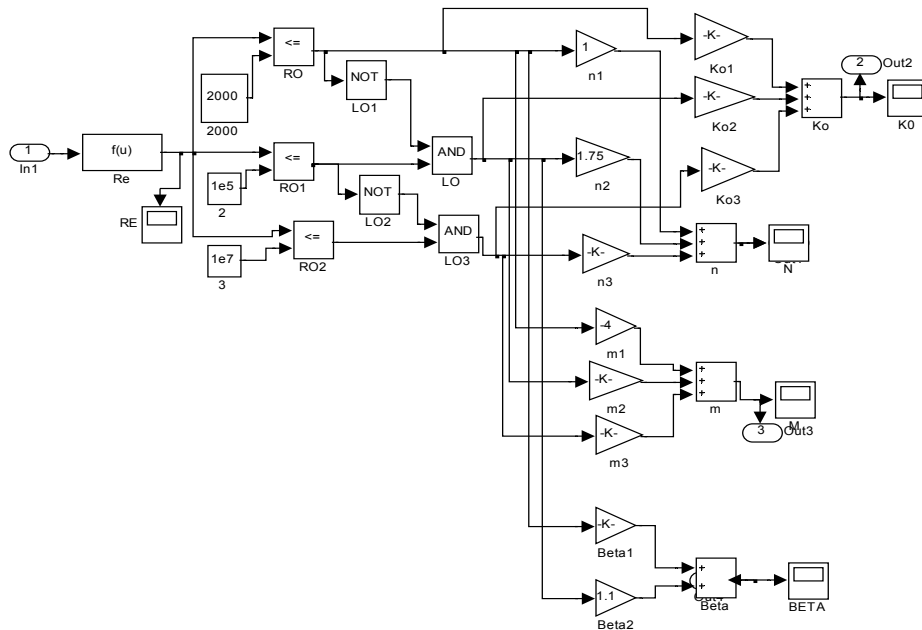 1
In1
f(u)
Re
RE
2000
2000
1e5
2
1e7
3
<=
RO
<=
RO1
<=
RO2
NOT
LO1
NOT
LO2
AND
LO
AND
LO3
1
n1
1.75
n2
-K-
n3
-4
m1
-K-
m2
-K-
m3
-K-
Beta1
1.1
Beta2
-K-
Ko1
-K-
Ko2
-K-
Ko3
+
+
+
Ko
2
Out2
K0
+
+
+
n
N
+
+
+
m
M
3
Out3
+
+
Out4
Beta
BETA